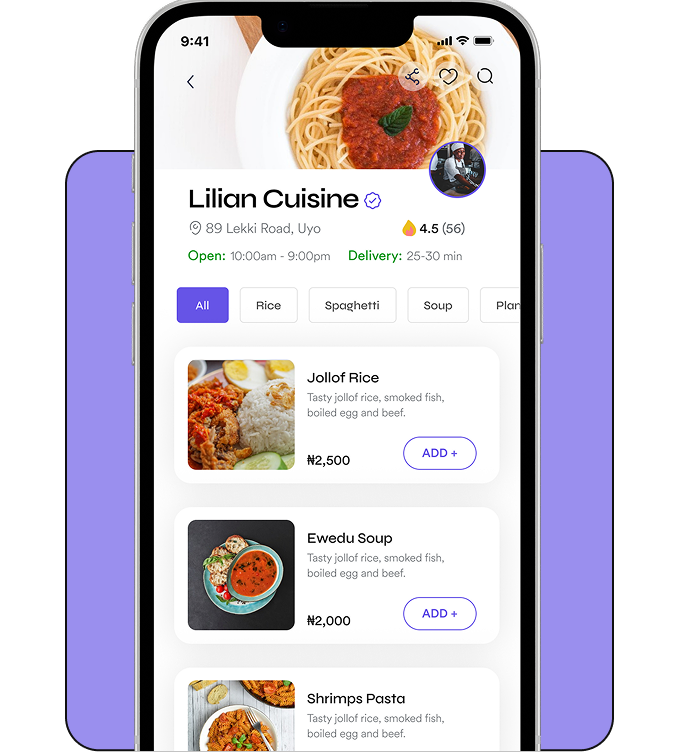 9:41
Lilian Cuisine
89 Lekki Road, Uyo
4.5 (56)
Open: 10:00am - 9:00pm Delivery: 25-30 min
All Rice Spaghetti Soup Plan
Jollof Rice
Tasty jollof rice, smoked fish,
boiled egg and beef.
₦2,500 ADD +
Ewedu Soup
Tasty jollof rice, smoked fish,
boiled egg and beef.
₦2,000 ADD +
Shrimps Pasta
Tasty jollof rice, smoked fish,
boiled egg and beef.